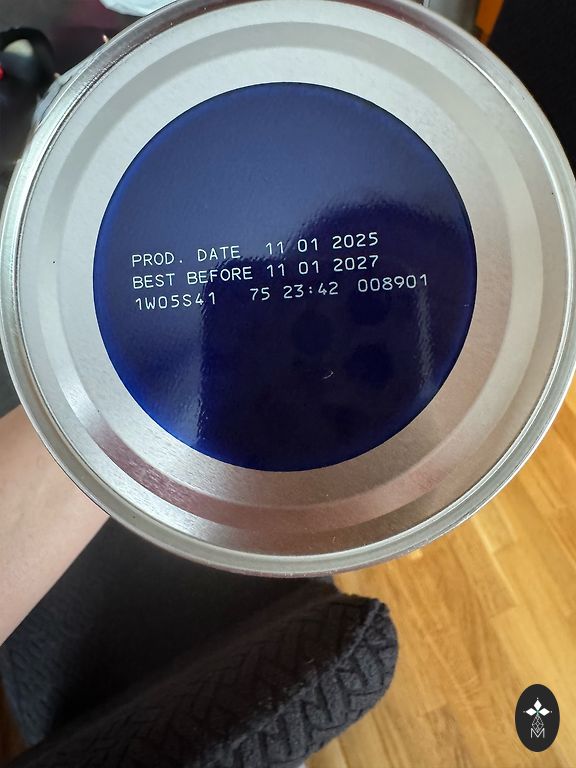 PROD. DATE 11 01 2025
BEST BEFORE 11 01 2027
1W05S41 75 23:42 008901
M